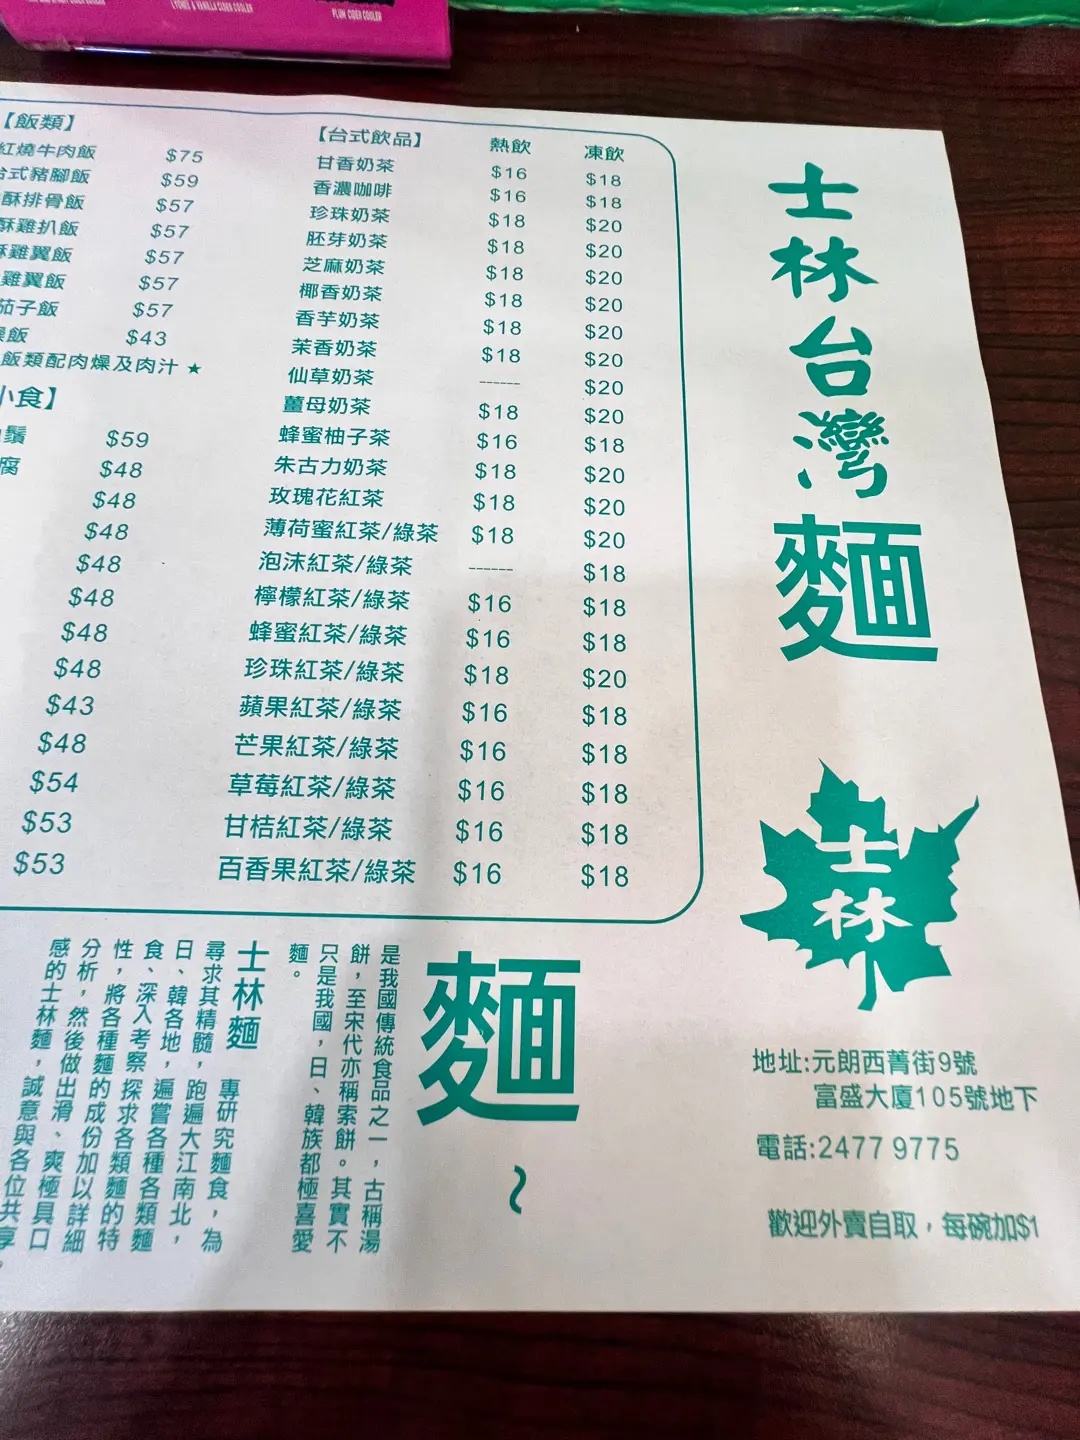 LYCHEE & VANILLA CIDER COOLER
PLUM CIDER COOLER
【飯類】
紅燒牛肉飯 $75
台式豬腳飯 $59
酥排骨飯 $57
酥雞扒飯 $57
酥雞翼飯 $57
雞翼飯 $57
茄子飯 $57
燥飯 $43
飯類配肉燥及肉汁 ★
小食】
鬚 $59
腐 $48
$48
$48
$48
$48
$48
$48
$43
$48
$54
$53
$53
【台式飲品】 熱飲 凍飲
甘香奶茶 $16 $18
香濃咖啡 $16 $18
珍珠奶茶 $18 $20
胚芽奶茶 $18 $20
芝麻奶茶 $18 $20
椰香奶茶 $18 $20
香芋奶茶 $18 $20
茉香奶茶 $18 $20
仙草奶茶 ------ $20
薑母奶茶 $18 $20
蜂蜜柚子茶 $16 $18
朱古力奶茶 $18 $20
玫瑰花紅茶 $18 $20
薄荷蜜紅茶/綠茶 $18 $20
泡沫紅茶/綠茶 ------ $18
檸檬紅茶/綠茶 $16 $18
蜂蜜紅茶/綠茶 $16 $18
珍珠紅茶/綠茶 $18 $20
蘋果紅茶/綠茶 $16 $18
芒果紅茶/綠茶 $16 $18
草莓紅茶/綠茶 $16 $18
甘桔紅茶/綠茶 $16 $18
百香果紅茶/綠茶 $16 $18
士林台灣麵
士林
麵~
是我國傳統食品之一，古稱湯
餅，至宋代亦稱索餅。其實不
只是我國，日、韓族都極喜愛
麵。
士林麵 專研究麵食，為
尋求其精髓，跑遍大江南北，
日、韓各地，遍嘗各種各類麵
食、深入考察探求各類麵的特
性，將各種麵的成份加以詳細
分析，然後做出滑、爽極具口
感的士林麵，誠意與各位共享
地址:元朗西菁街9號
富盛大廈105號地下
電話:2477 9775
歡迎外賣自取，每碗加$1